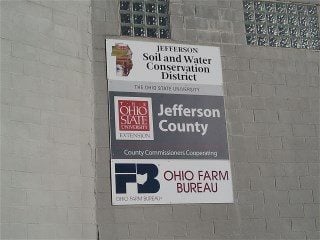 JEFFERSON
Soil and Water
Conservation
District
THE OHIO STATE UNIVERSITY
THE
OHIO
STATE
UNIVERSITY
EXTENSION
Jefferson
County
County Commissioners Cooperating
FB
OHIO FARM BUREAU
OHIO FARM
BUREAU